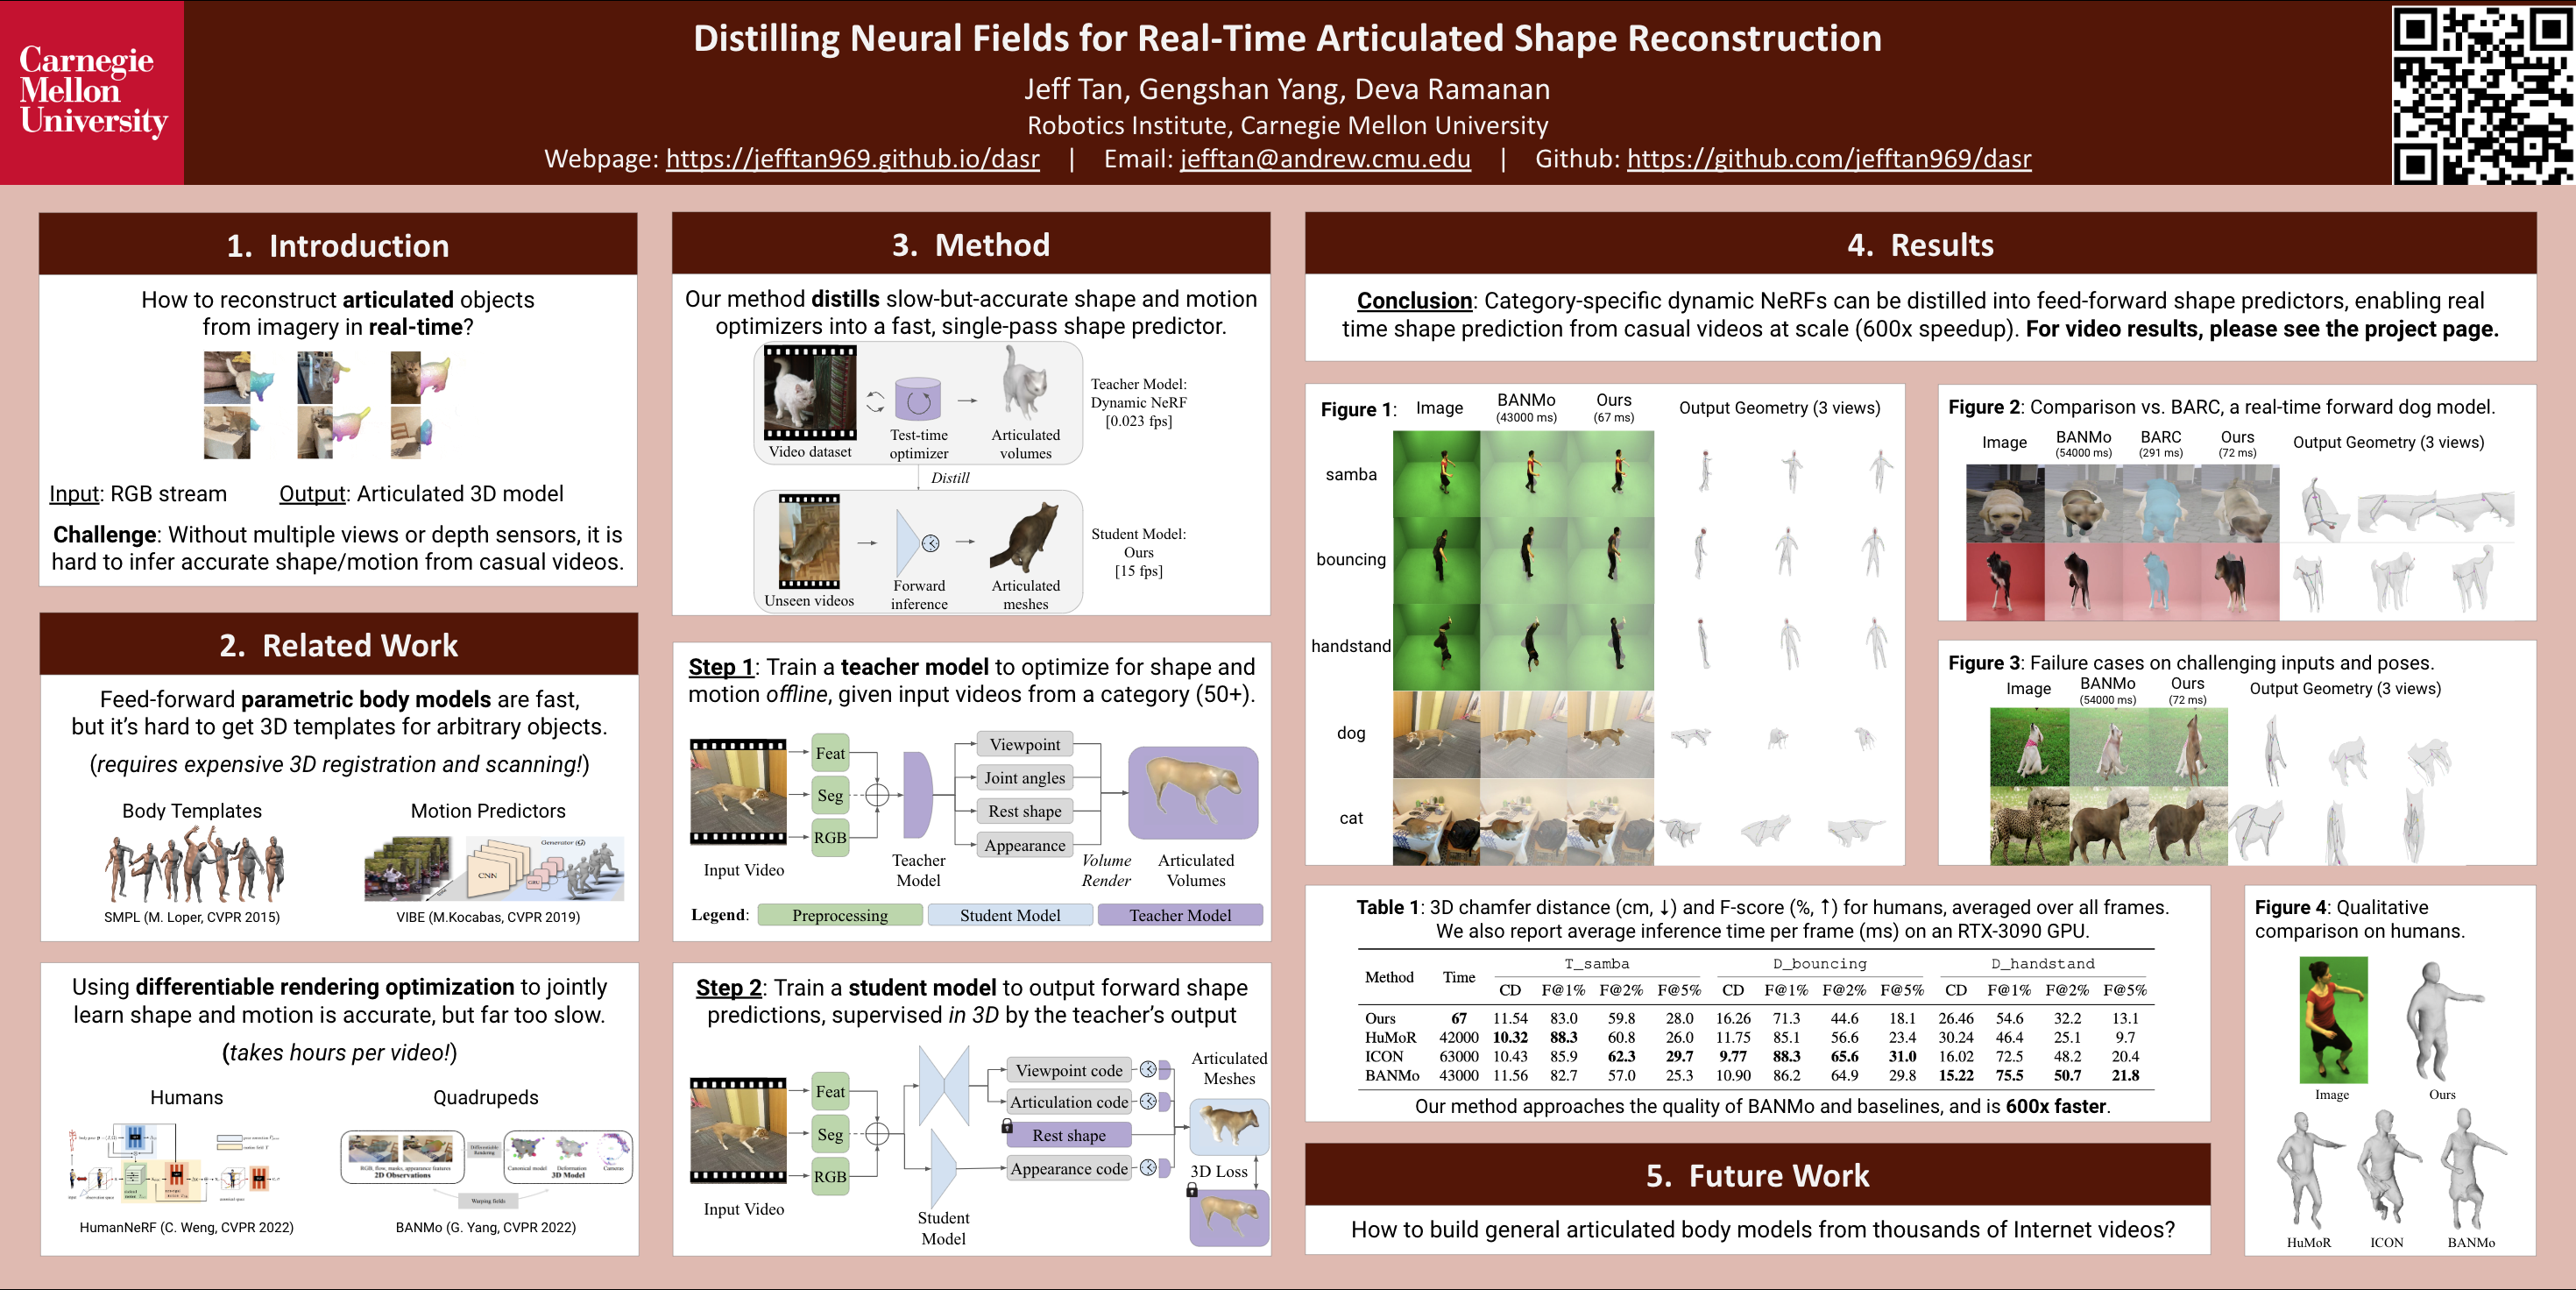 Carnegie
Mellon
University
Distilling Neural Fields for Real-Time Articulated Shape Reconstruction
Jeff Tan, Gengshan Yang, Deva Ramanan
Robotics Institute, Carnegie Mellon University
Webpage: https://jefftan969.github.io/dasr | Email: jefftan@andrew.cmu.edu | Github: https://github.com/jefftan969/dasr
1. Introduction
How to reconstruct articulated objects
from imagery in real-time?
Input: RGB stream Output: Articulated 3D model
Challenge: Without multiple views or depth sensors, it is
hard to infer accurate shape/motion from casual videos.
2. Related Work
Feed-forward parametric body models are fast,
but it's hard to get 3D templates for arbitrary objects.
(requires expensive 3D registration and scanning!)
Body Templates Motion Predictors
Generator (G)
CNN
GRU
SMPL (M. Loper, CVPR 2015) VIBE (M.Kocabas, CVPR 2019)
Using differentiable rendering optimization to jointly
learn shape and motion is accurate, but far too slow.
(takes hours per video!)
Humans Quadrupeds
Differentiable
Rendering
RGB, flow, masks, appearance features
2D Observations
Canonical model Deformation Cameras
3D Model
Warping fields
HumanNeRF (C. Weng, CVPR 2022) BANMo (G. Yang, CVPR 2022)
3. Method
Our method distills slow-but-accurate shape and motion
optimizers into a fast, single-pass shape predictor.
Video dataset
Test-time
optimizer
Articulated
volumes
Teacher Model:
Dynamic NeRF
[0.023 fps]
Distill
Unseen videos
Forward
inference
Articulated
meshes
Student Model:
Ours
[15 fps]
Step 1: Train a teacher model to optimize for shape and
motion offline, given input videos from a category (50+).
Feat
Seg
RGB
Viewpoint
Joint angles
Rest shape
Appearance
Input Video
Teacher
Model
Volume
Render
Articulated
Volumes
Legend: Preprocessing Student Model Teacher Model
Step 2: Train a student model to output forward shape
predictions, supervised in 3D by the teacher's output
Feat
Seg
RGB
Viewpoint code
Articulation code
Rest shape
Appearance code
Articulated
Meshes
3D Loss
Input Video
Student
Model
4. Results
Conclusion: Category-specific dynamic NeRFs can be distilled into feed-forward shape predictors, enabling real
time shape prediction from casual videos at scale (600x speedup). For video results, please see the project page.
Figure 1: Image BANMo (43000 ms) Ours (67 ms) Output Geometry (3 views)
samba
bouncing
handstand
dog
cat
Figure 2: Comparison vs. BARC, a real-time forward dog model.
Image BANMo (54000 ms) BARC (291 ms) Ours (72 ms) Output Geometry (3 views)
Figure 3: Failure cases on challenging inputs and poses.
Image BANMo (54000 ms) Ours (72 ms) Output Geometry (3 views)
Table 1: 3D chamfer distance (cm, ↓) and F-score (%, ↑) for humans, averaged over all frames.
We also report average inference time per frame (ms) on an RTX-3090 GPU.
T_samba D_bouncing D_handstand
Method Time CD F@1% F@2% F@5% CD F@1% F@2% F@5% CD F@1% F@2% F@5%
Ours 67 11.54 83.0 59.8 28.0 16.26 71.3 44.6 18.1 26.46 54.6 32.2 13.1
HuMoR 42000 10.32 88.3 60.8 26.0 11.75 85.1 56.6 23.4 30.24 46.4 25.1 9.7
ICON 63000 10.43 85.9 62.3 29.7 9.77 88.3 65.6 31.0 16.02 72.5 48.2 20.4
BANMo 43000 11.56 82.7 57.0 25.3 10.90 86.2 64.9 29.8 15.22 75.5 50.7 21.8
Our method approaches the quality of BANMo and baselines, and is 600x faster.
Figure 4: Qualitative
comparison on humans.
Image Ours
HuMoR ICON BANMo
5. Future Work
How to build general articulated body models from thousands of Internet videos?